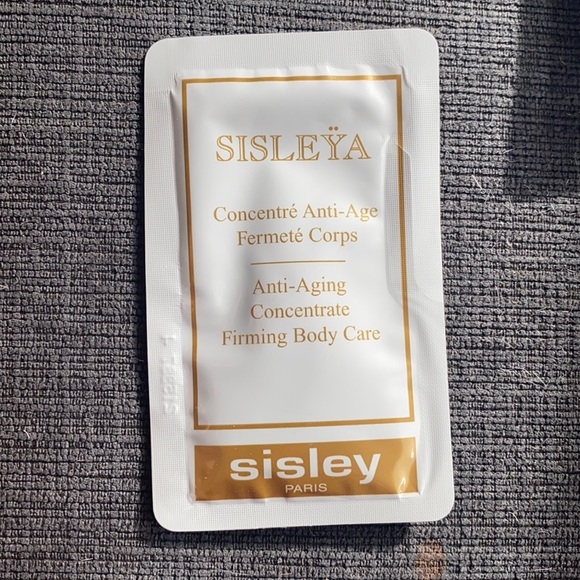 SISLEŸA
Concentré Anti-Age
Fermeté Corps
Anti-Aging
Concentrate
Firming Body Care
sisley
PARIS